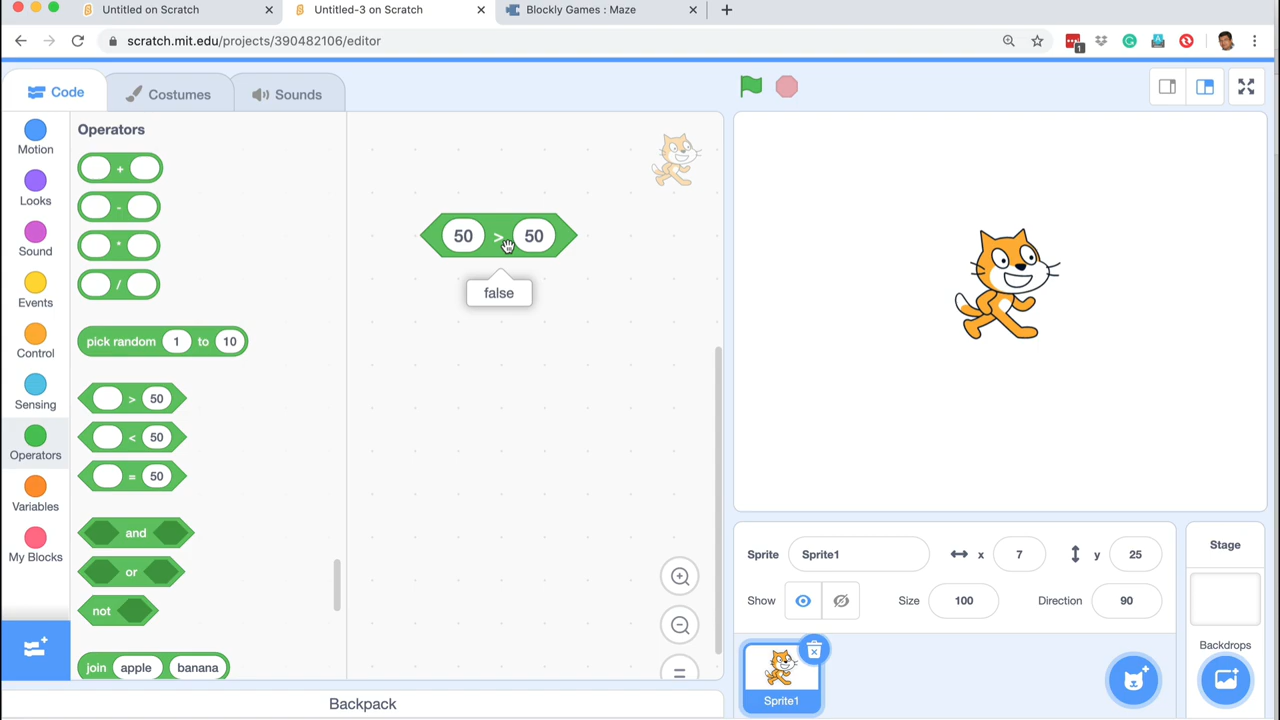 Untitled on Scratch
Untitled-3 on Scratch
Blockly Games : Maze
scratch.mit.edu/projects/390482106/editor
1
Code
Costumes
Sounds
Motion
Looks
Sound
Events
Control
Sensing
Operators
Variables
My Blocks
Operators
+
-
*
/
pick random 1 to 10
> 50
< 50
= 50
and
or
not
join apple banana
50 > 50
false
Backpack
Sprite Sprite1 x 7 y 25
Show Size 100 Direction 90
Sprite1
Stage
Backdrops